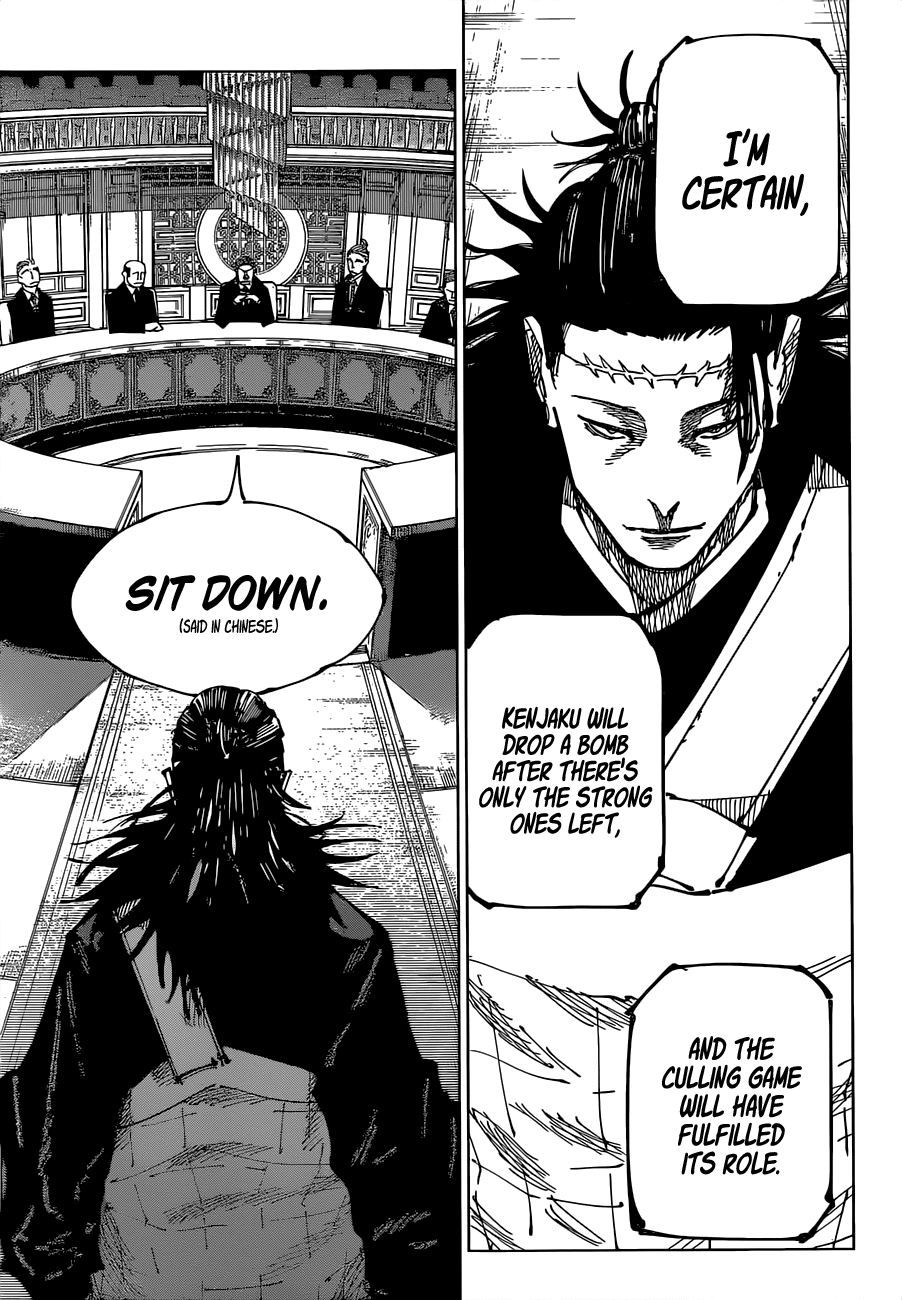 I'M
CERTAIN,
KENJAKU WILL
DROP A BOMB
AFTER THERE'S
ONLY THE STRONG
ONES LEFT,
AND THE
CULLING GAME
WILL HAVE
FULFILLED
ITS ROLE.
SIT DOWN.
(SAID IN CHINESE.)